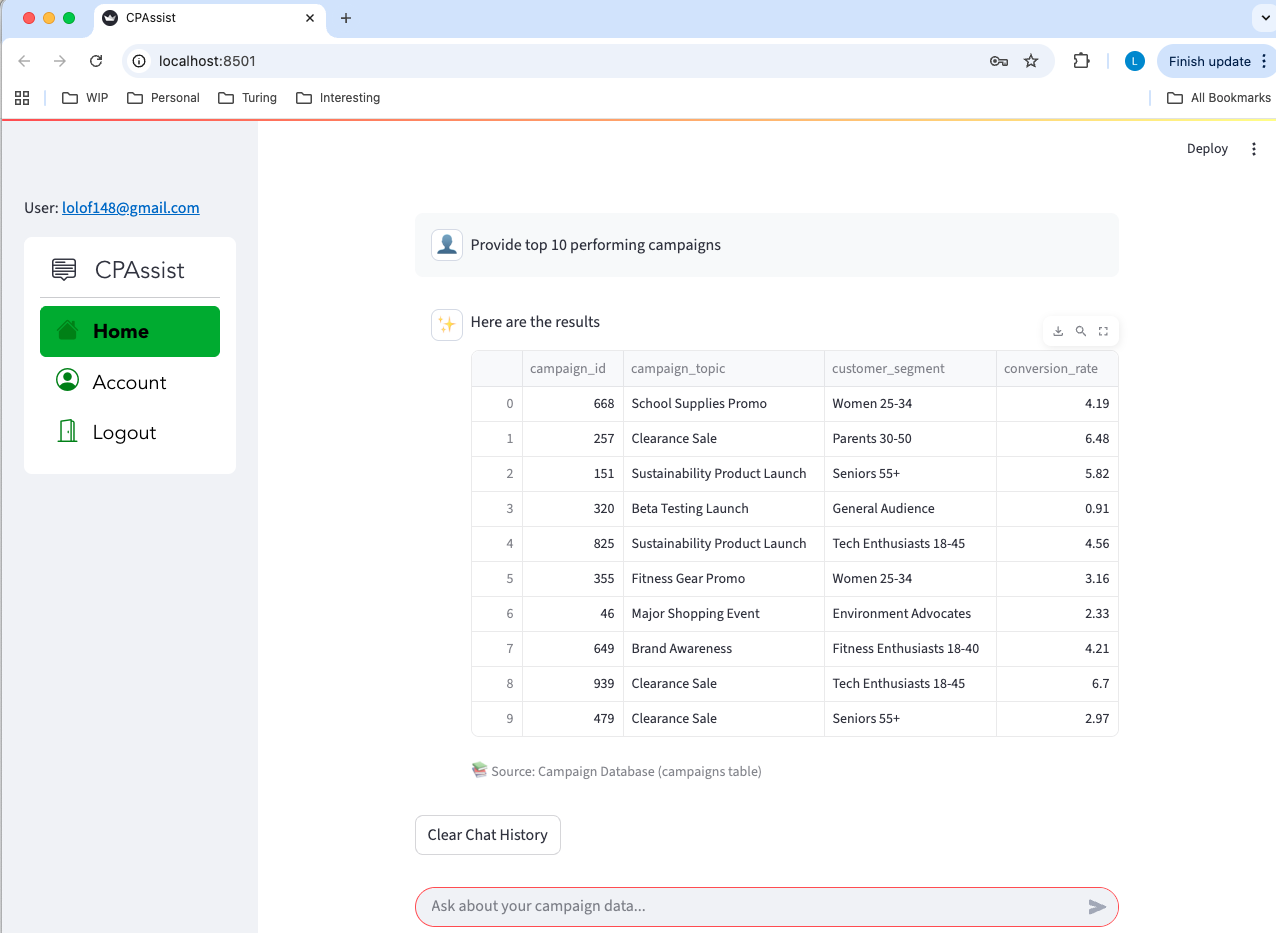 CPAssist
localhost:8501
L
Finish update
WIP Personal Turing Interesting All Bookmarks
Deploy
User: lolof148@gmail.com
CPAssist
Home
Account
Logout
Provide top 10 performing campaigns
Here are the results
campaign_id campaign_topic customer_segment conversion_rate
0 668 School Supplies Promo Women 25-34 4.19
1 257 Clearance Sale Parents 30-50 6.48
2 151 Sustainability Product Launch Seniors 55+ 5.82
3 320 Beta Testing Launch General Audience 0.91
4 825 Sustainability Product Launch Tech Enthusiasts 18-45 4.56
5 355 Fitness Gear Promo Women 25-34 3.16
6 46 Major Shopping Event Environment Advocates 2.33
7 649 Brand Awareness Fitness Enthusiasts 18-40 4.21
8 939 Clearance Sale Tech Enthusiasts 18-45 6.7
9 479 Clearance Sale Seniors 55+ 2.97
Source: Campaign Database (campaigns table)
Clear Chat History
Ask about your campaign data...